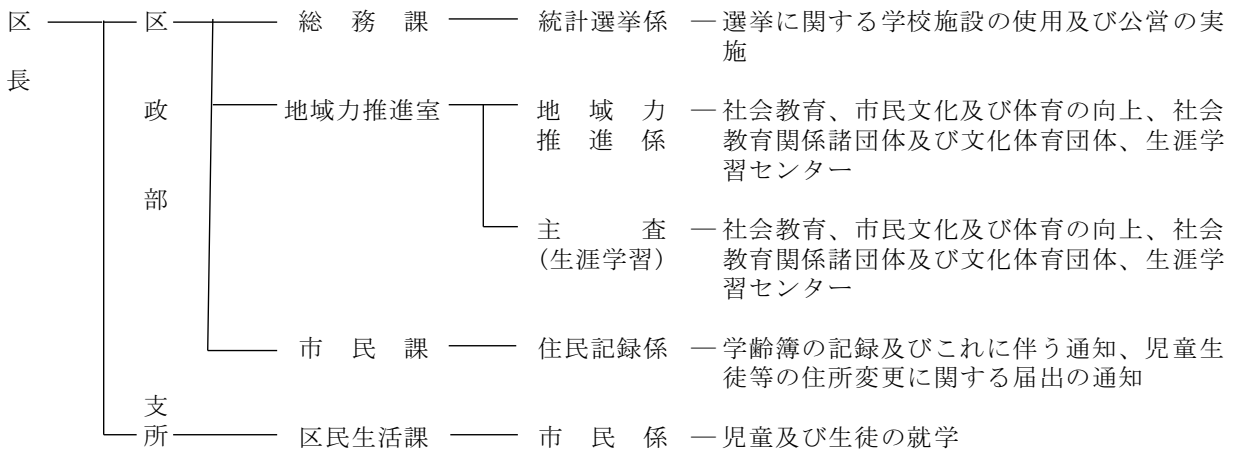 区 区 総務課 統計選挙係 ―選挙に関する学校施設の使用及び公営の実
施
長
政 地域力推進室 地域力 ―社会教育、市民文化及び体育の向上、社会
推進係 教育関係諸団体及び文化体育団体、生涯学
習センター
部
主査 ―社会教育、市民文化及び体育の向上、社会
(生涯学習) 教育関係諸団体及び文化体育団体、生涯学
習センター
市民課 住民記録係 ―学齢簿の記録及びこれに伴う通知、児童生
徒等の住所変更に関する届出の通知
支
所 区民生活課 市民係 ―児童及び生徒の就学